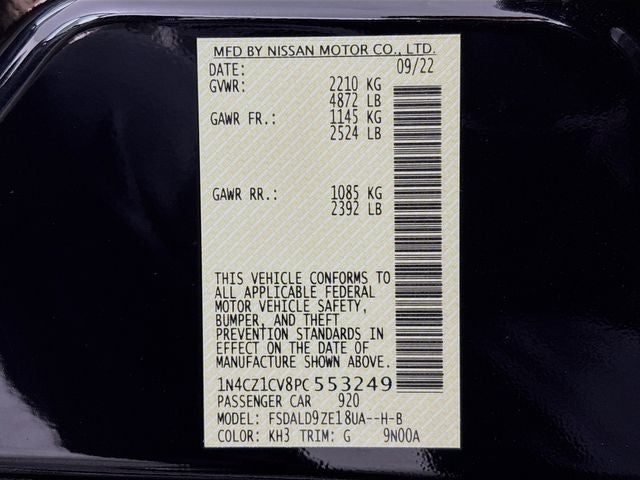 MFD BY NISSAN MOTOR CO., LTD.
DATE: 09/22
GVWR: 2210 KG
4872 LB
GAWR FR.: 1145 KG
2524 LB
GAWR RR.: 1085 KG
2392 LB
THIS VEHICLE CONFORMS TO
ALL APPLICABLE FEDERAL
MOTOR VEHICLE SAFETY,
BUMPER, AND THEFT
PREVENTION STANDARDS IN
EFFECT ON THE DATE OF
MANUFACTURE SHOWN ABOVE.
1N4CZ1CV8PC553249
PASSENGER CAR 920
MODEL: FSDALD9ZE18UA--H-B
COLOR: KH3 TRIM: G 9N00A